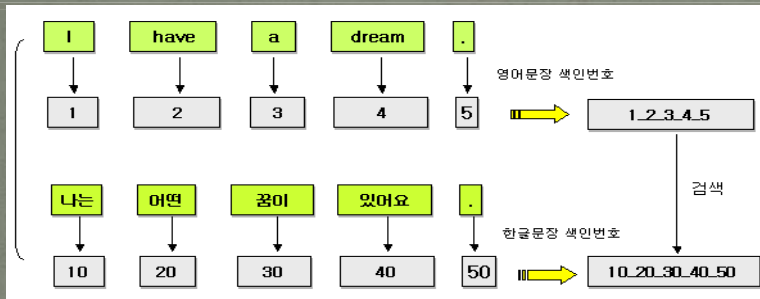 I have a dream .
영어문장 색인번호
1 2 3 4 5
1_2_3_4_5
검색
나는 어떤 꿈이 있어요 .
한글문장 색인번호
10 20 30 40 50
10_20_30_40_50